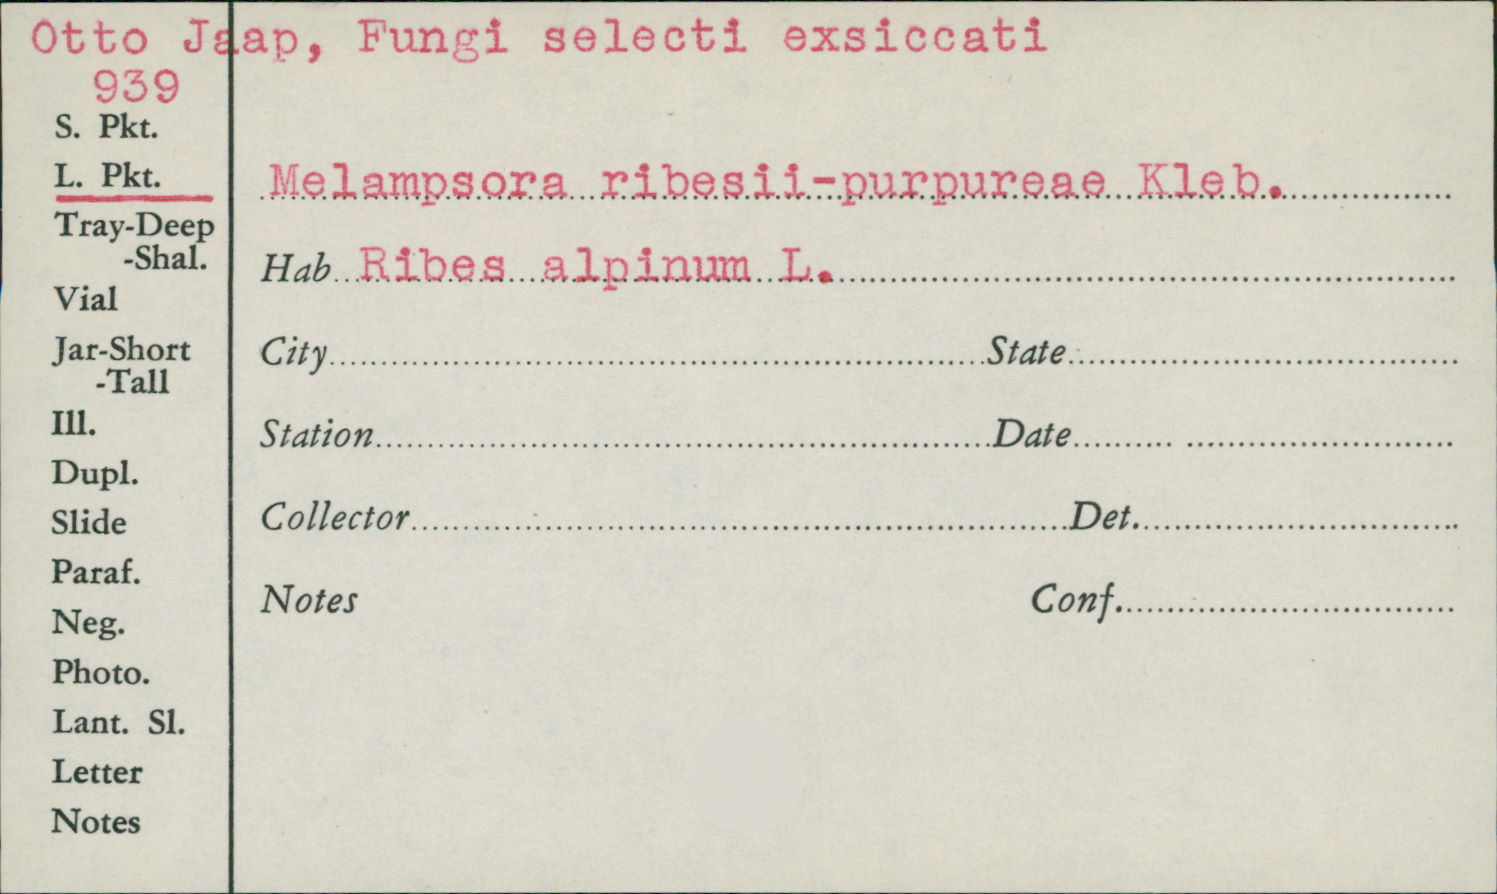 Otto Jaap, Fungi selecti exsiccati
939
S. Pkt.
L. Pkt.
Tray-Deep
-Shal.
Vial
Jar-Short
-Tall
Ill.
Dupl.
Slide
Paraf.
Neg.
Photo.
Lant. Sl.
Letter
Notes
Melampsora ribesii-purpureae Kleb.
Hab Ribes alpinum L.
City State
Station Date
Collector Det.
Notes Conf.